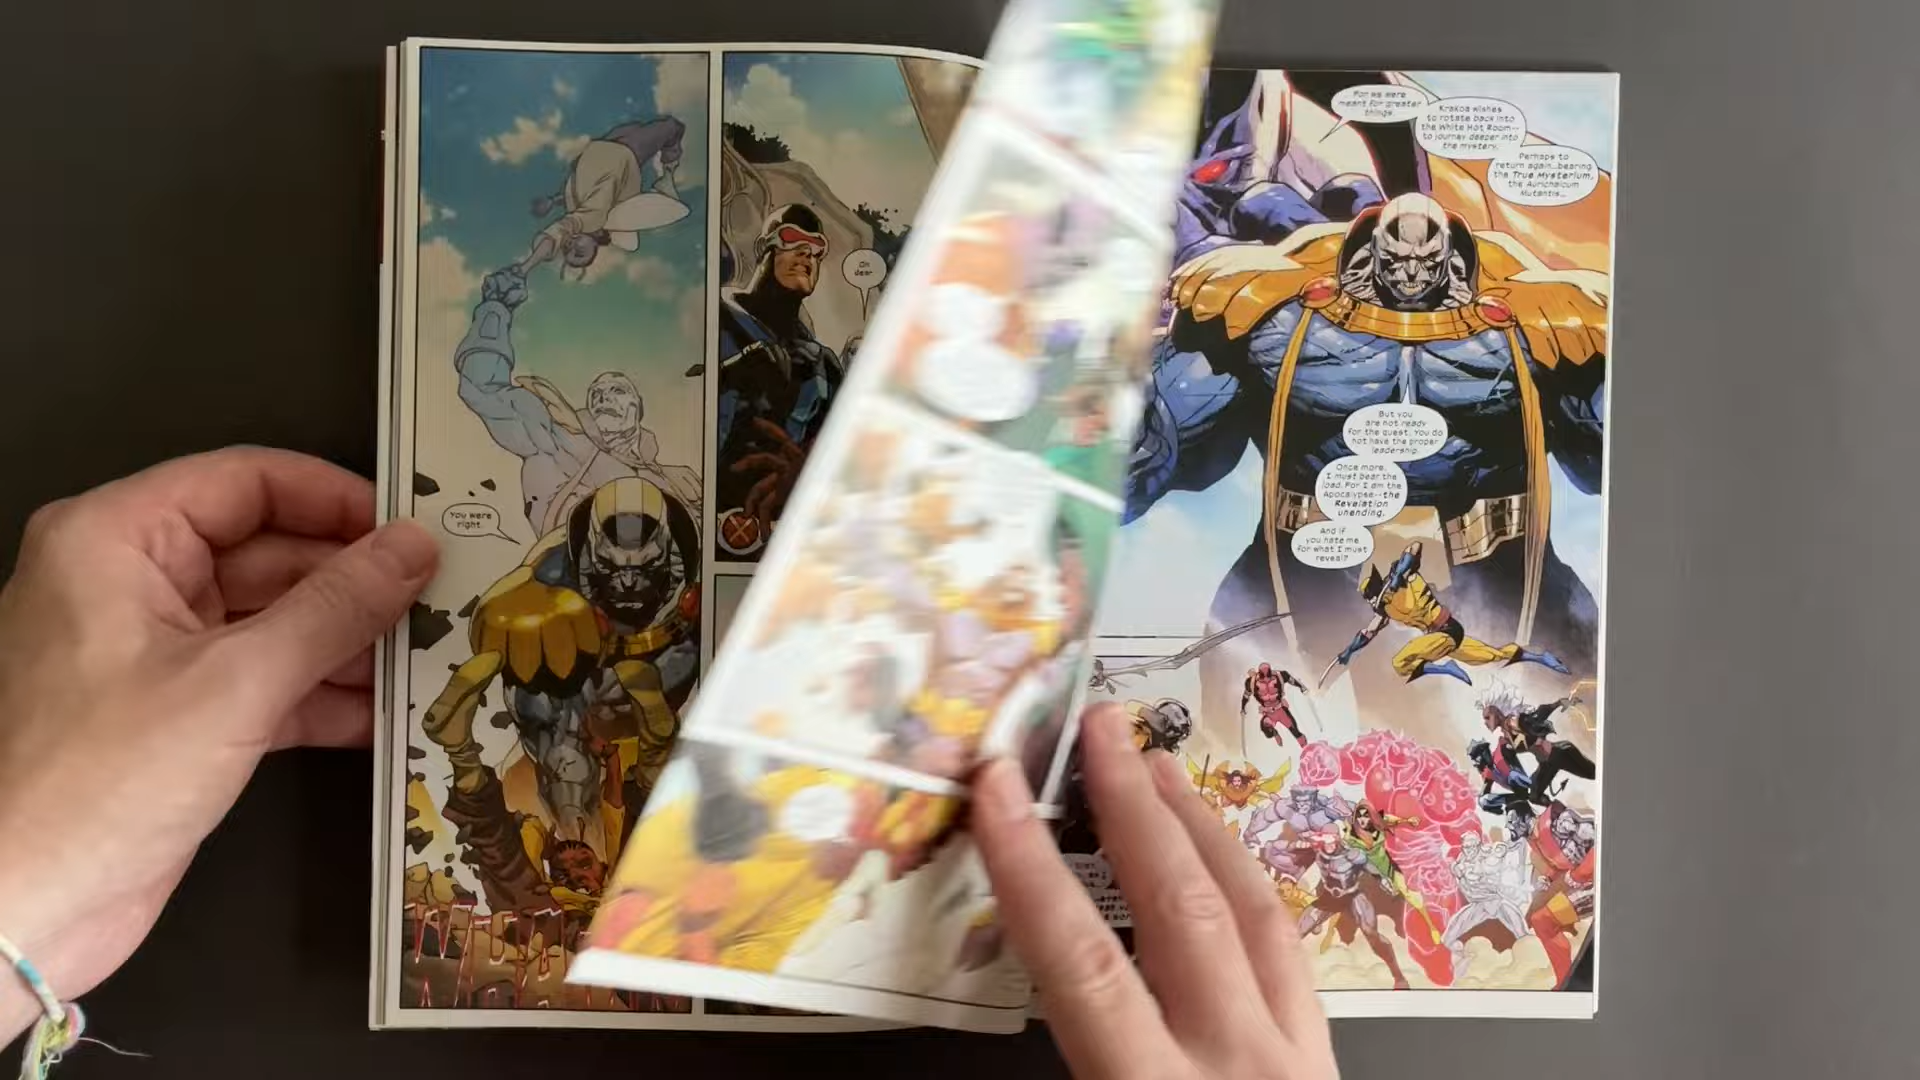 You were
right.
Oh
dear.
For we were
meant for greater
things.
Krakoa wishes
to rotate back into
the White Hot Room--
to journey deeper into
the mystery.
Perhaps to
return again...bearing
the True Mysterium,
the Aurichalcum
Mutantis...
But you
are not ready
for the quest. You do
not have the proper
leadership.
Once more,
I must bear the
load. For I am the
Apocalypse--the
Revelation
unending.
And if
you hate me
for what I must
reveal?